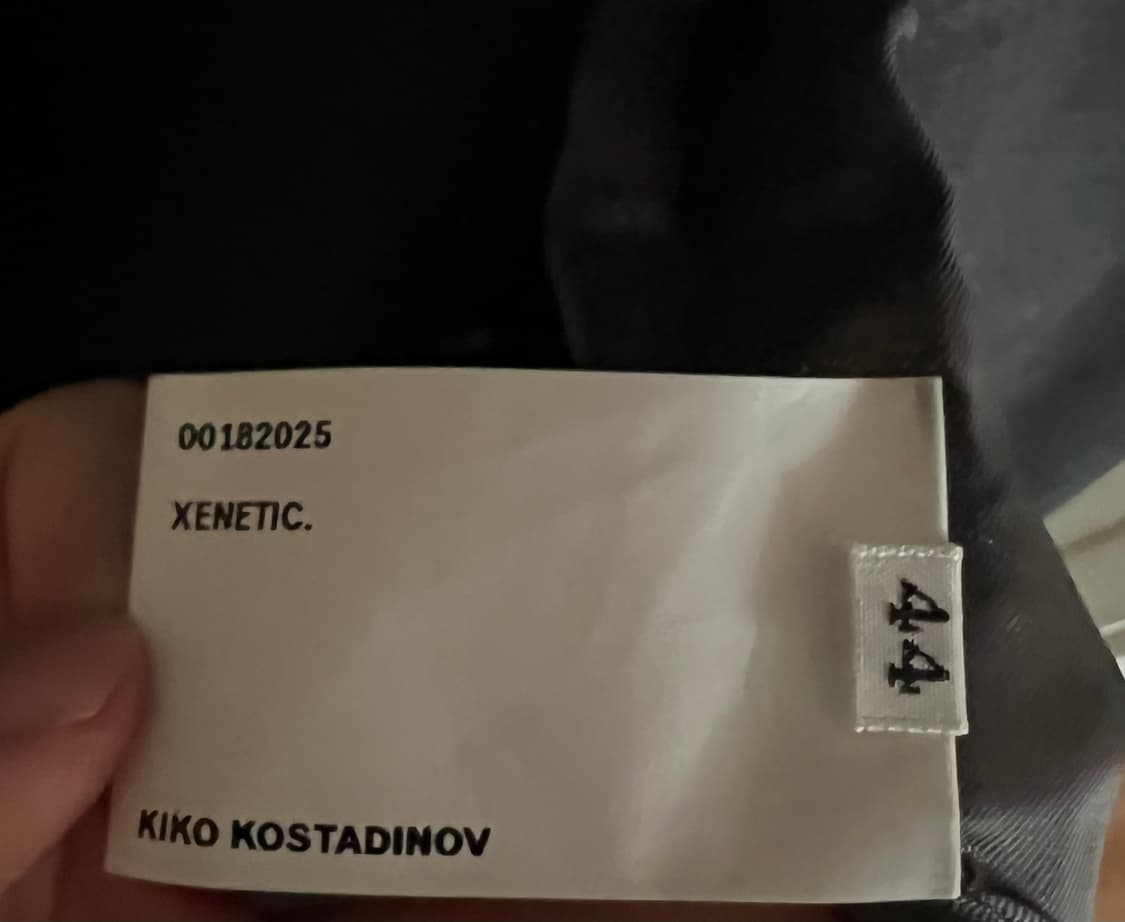 00182025
XENETIC.
44
KIKO KOSTADINOV